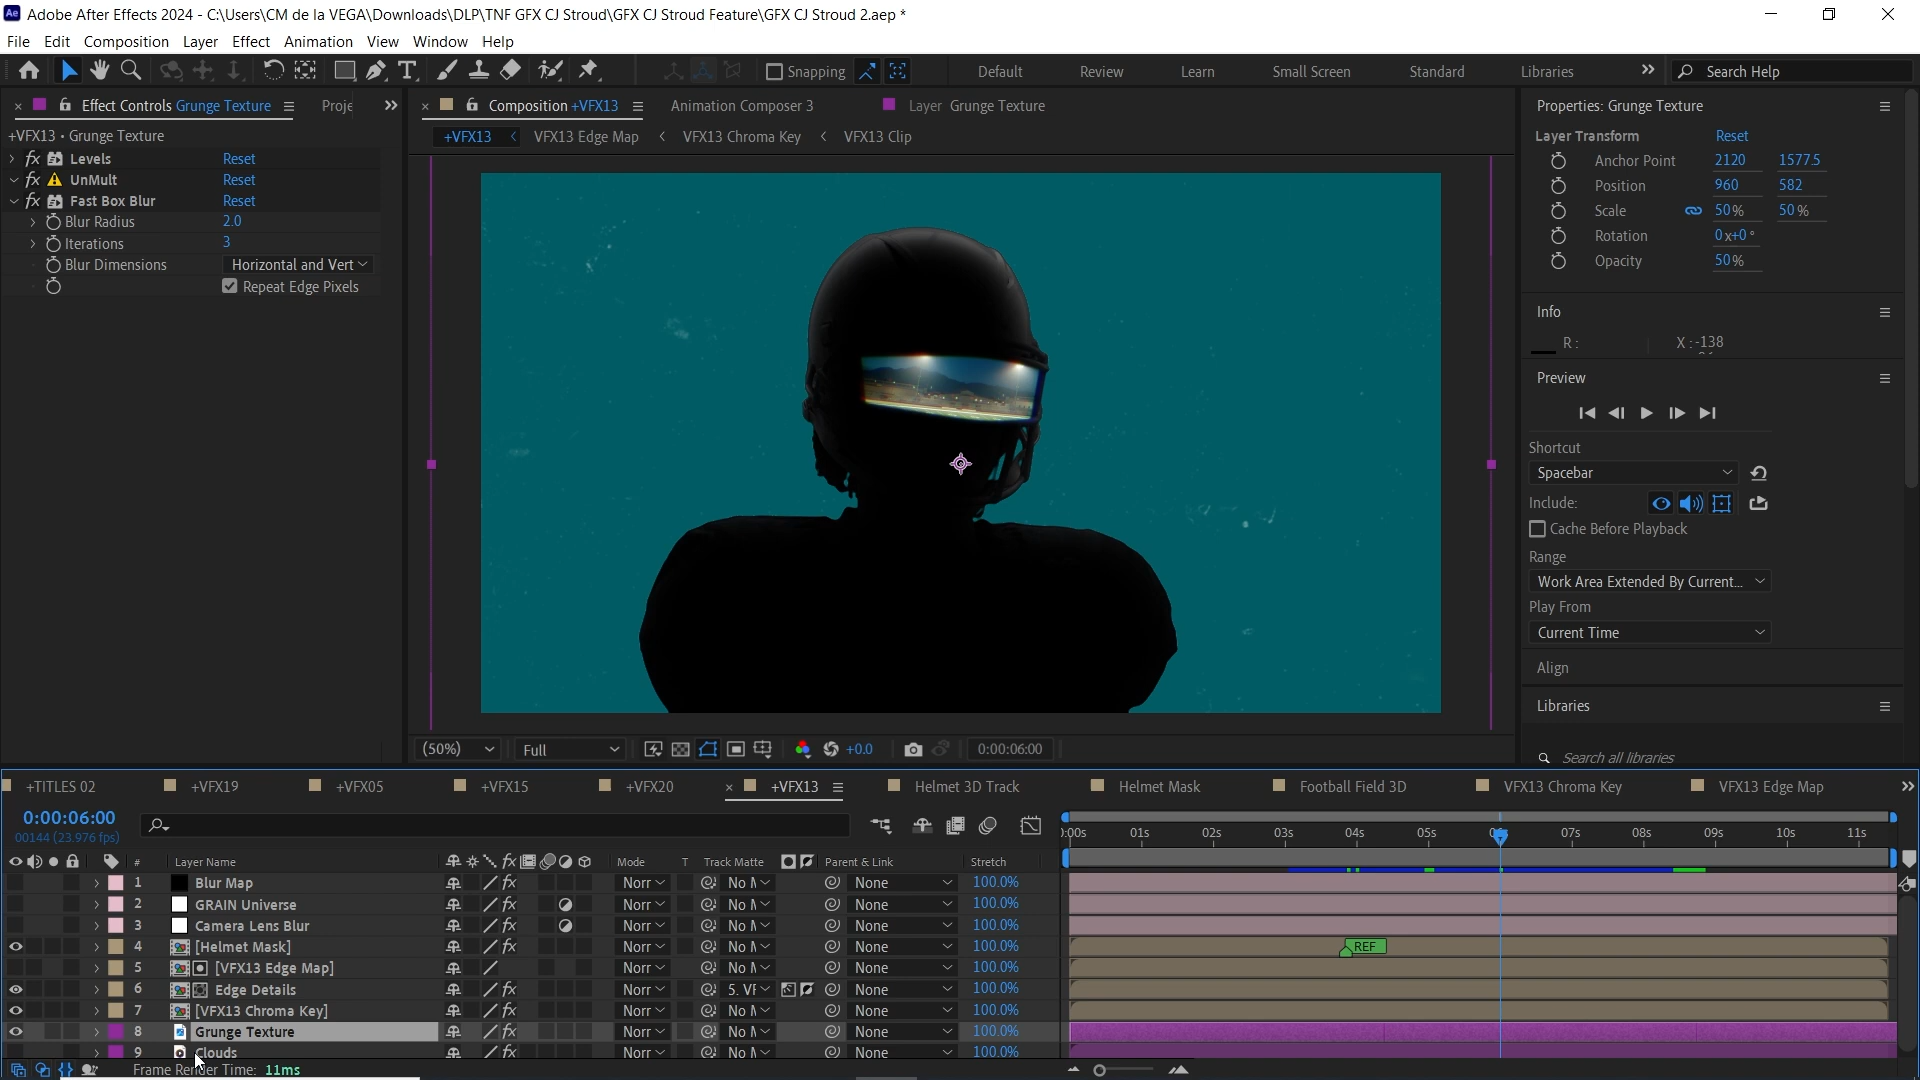 Adobe After Effects 2024 - C:\Users\CM de la VEGA\Downloads\DLP\TNF GFX CJ Stroud\GFX CJ Stroud Feature\GFX CJ Stroud 2.aep *
File Edit Composition Layer Effect Animation View Window Help
Snapping Default Review Learn Small Screen Standard Libraries Search Help
Effect Controls Grunge Texture Proje
Composition +VFX13 Animation Composer 3 Layer Grunge Texture
+VFX13 VFX13 Edge Map VFX13 Chroma Key VFX13 Clip
+VFX13 • Grunge Texture
fx Levels Reset
fx UnMult Reset
fx Fast Box Blur Reset
Blur Radius 2.0
Iterations 3
Blur Dimensions Horizontal and Vert
Repeat Edge Pixels
Properties: Grunge Texture
Layer Transform Reset
Anchor Point 2120 1577.5
Position 960 582
Scale 50% 50%
Rotation 0x+0°
Opacity 50%
Info
R: X: -138
Preview
Shortcut
Spacebar
Include:
Cache Before Playback
Range
Work Area Extended By Current...
Play From
Current Time
Align
Libraries
Search all libraries
(50%) Full +0.0 0:00:06:00
+TITLES 02 +VFX19 +VFX05 +VFX15 +VFX20 +VFX13 Helmet 3D Track Helmet Mask Football Field 3D VFX13 Chroma Key VFX13 Edge Map
0:00:06:00
00144 (23.976 fps)
:00s 01s 02s 03s 04s 05s 07s 08s 09s 10s 11s
# Layer Name fx Mode T Track Matte Parent & Link Stretch
1 Blur Map fx Norr No None 100.0%
2 GRAIN Universe fx Norr No None 100.0%
3 Camera Lens Blur fx Norr No None 100.0%
4 [Helmet Mask] fx Norr No None 100.0% REF
5 [VFX13 Edge Map] Norr No None 100.0%
6 Edge Details fx Norr 5. VF None 100.0%
7 [VFX13 Chroma Key] fx Norr No None 100.0%
8 Grunge Texture fx Norr No None 100.0%
9 Clouds fx Norr No None 100.0%
Frame Render Time: 11ms